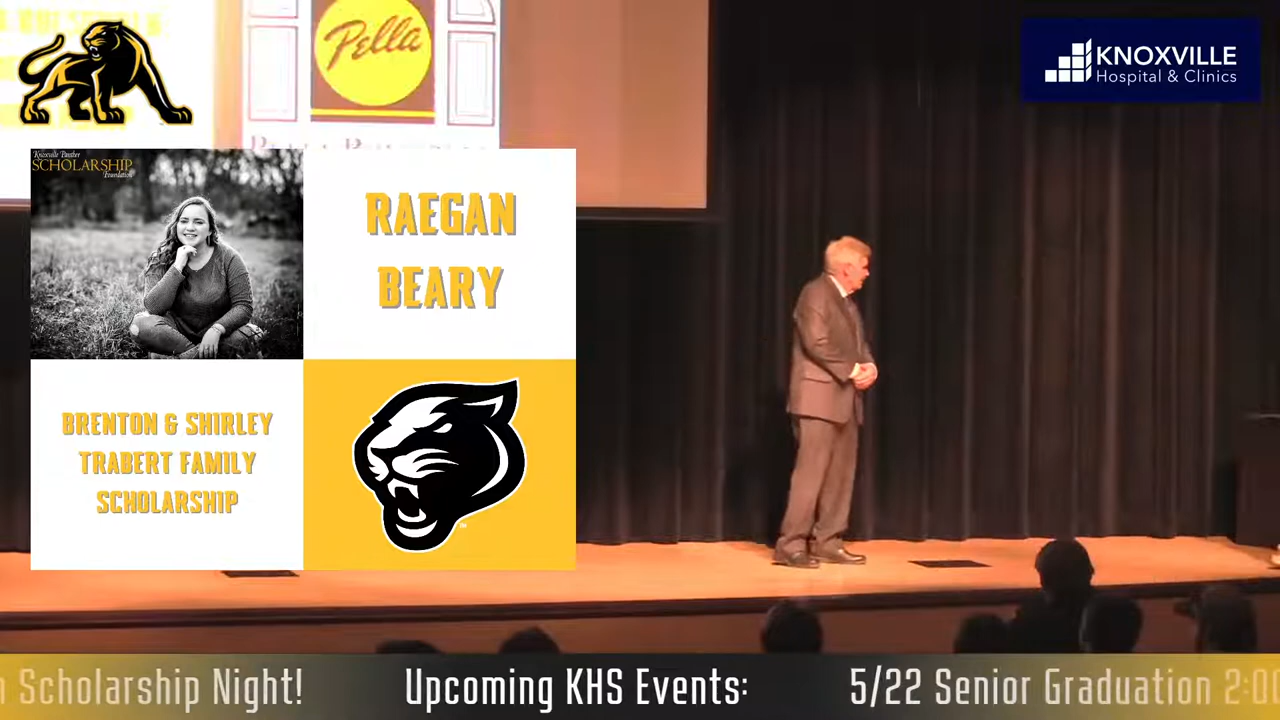 Pella
KNOXVILLE
Hospital & Clinics
Knoxville Panther
SCHOLARSHIP
Foundation
RAEGAN
BEARY
BRENTON & SHIRLEY
TRABERT FAMILY
SCHOLARSHIP
Scholarship Night! Upcoming KHS Events: 5/22 Senior Graduation